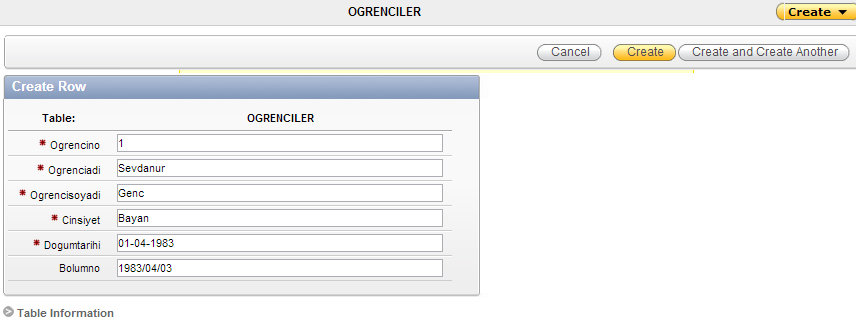 OGRENCILER
Create
Cancel Create Create and Create Another
Create Row
Table: OGRENCILER
* Ogrencino 1
* Ogrenciadi Sevdanur
* Ogrencisoyadi Genc
* Cinsiyet Bayan
* Dogumtarihi 01-04-1983
Bolumno 1983/04/03
Table Information